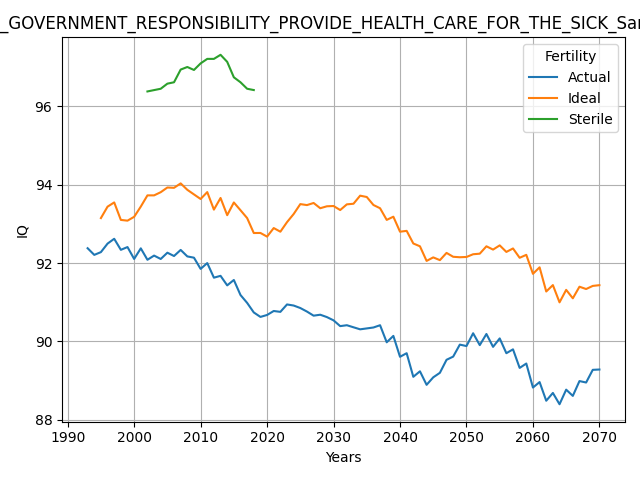 _GOVERNMENT_RESPONSIBILITY_PROVIDE_HEALTH_CARE_FOR_THE_SICK_Sar
Fertility
Actual
Ideal
Sterile
IQ
96
94
92
90
88
1990 2000 2010 2020 2030 2040 2050 2060 2070
Years